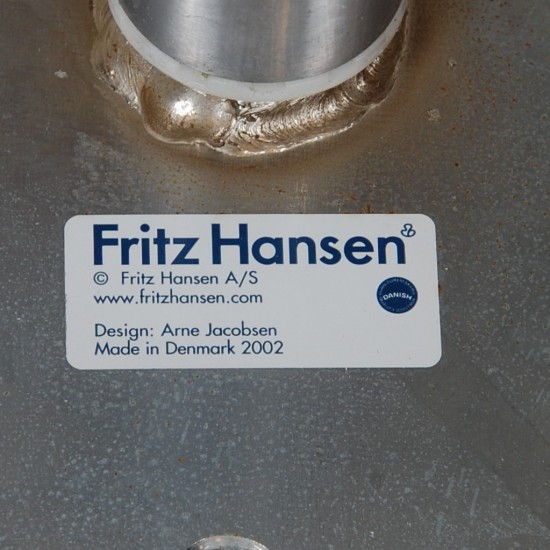 Fritz Hansen
© Fritz Hansen A/S
www.fritzhansen.com
DANISH
Design: Arne Jacobsen
Made in Denmark 2002